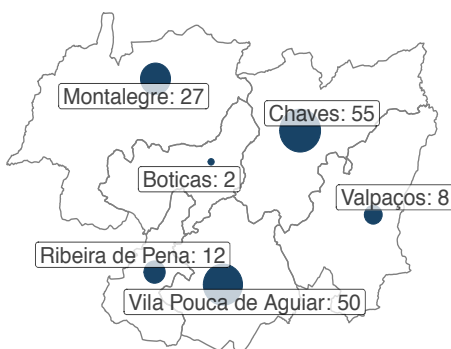 Montalegre: 27
Chaves: 55
Boticas: 2
Valpaços: 8
Ribeira de Pena: 12
Vila Pouca de Aguiar: 50